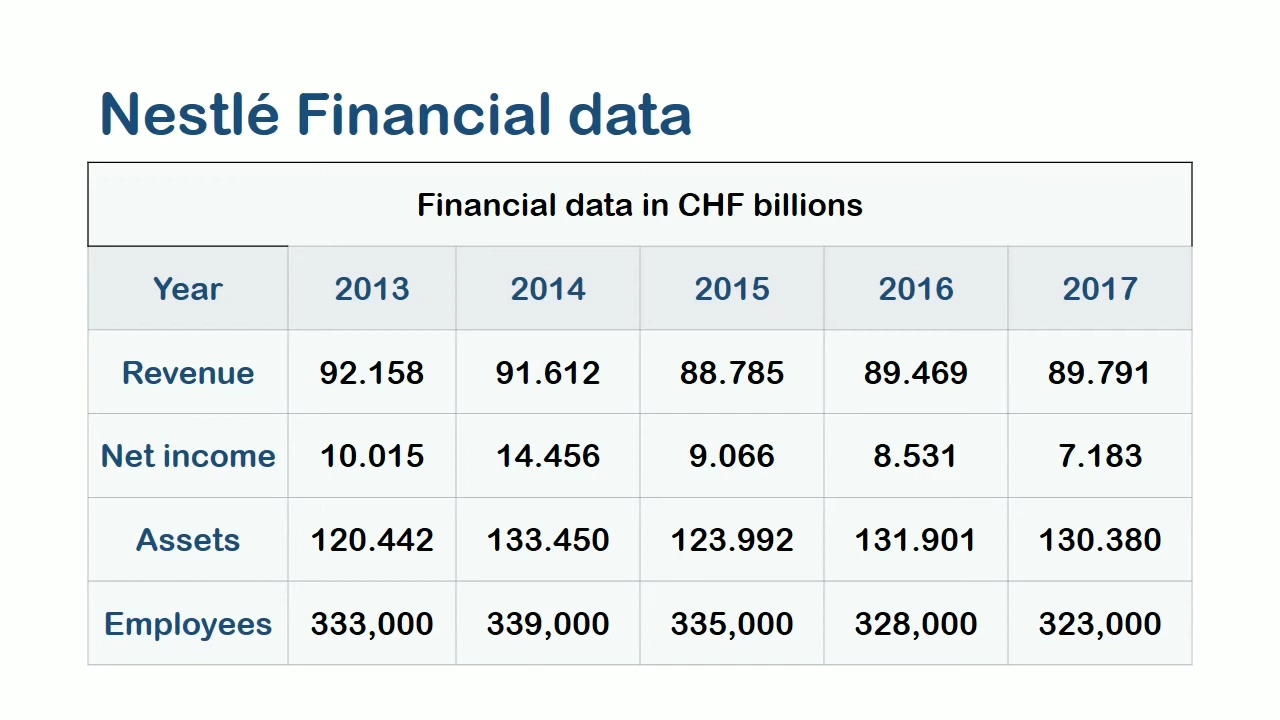 Nestlé Financial data
Financial data in CHF billions
Year 2013 2014 2015 2016 2017
Revenue 92.158 91.612 88.785 89.469 89.791
Net income 10.015 14.456 9.066 8.531 7.183
Assets 120.442 133.450 123.992 131.901 130.380
Employees 333,000 339,000 335,000 328,000 323,000